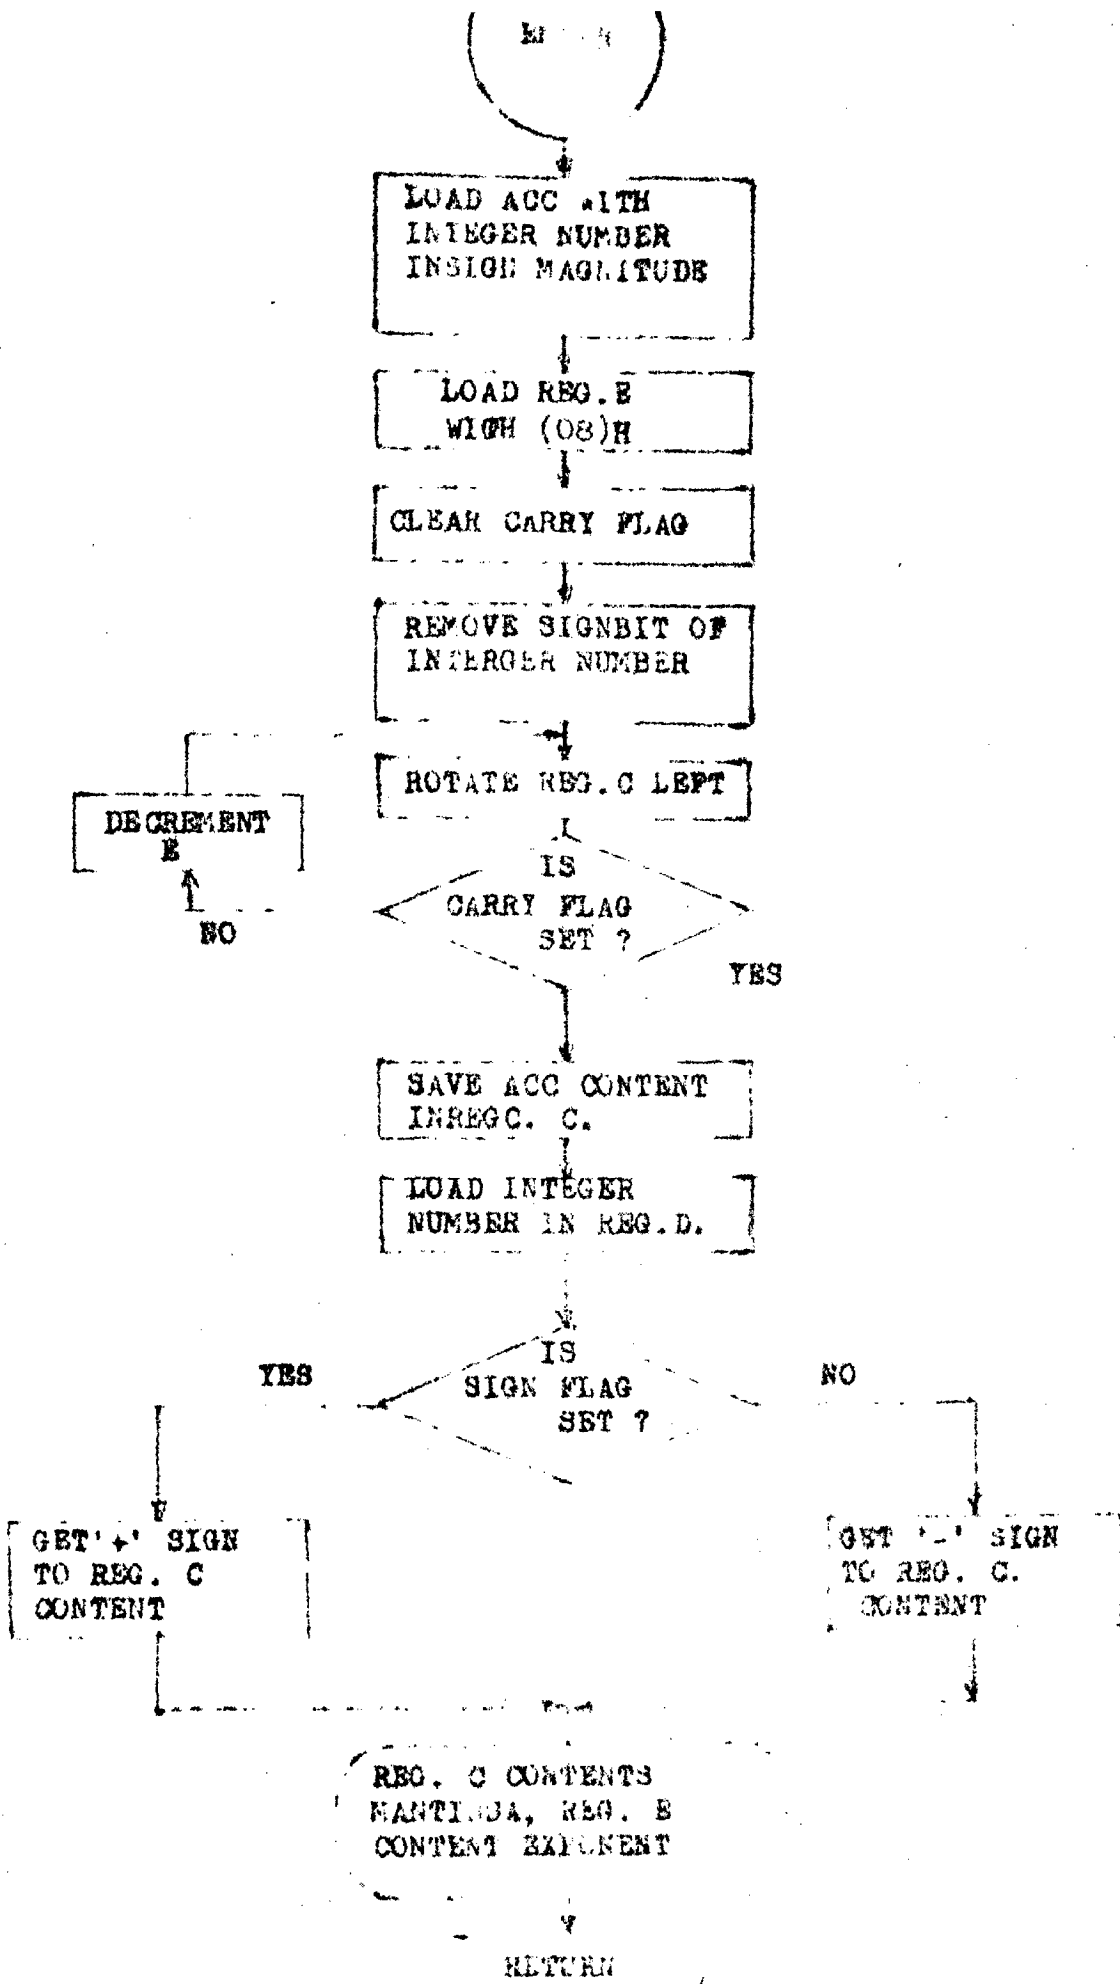 LOAD ACC WITH
INTEGER NUMBER
INSIGN MAGNITUDE
LOAD REG.E
WITH (08)H
CLEAR CARRY FLAG
REMOVE SIGNBIT OF
INTERGER NUMBER
ROTATE REG.C LEFT
DECREMENT
E
IS
CARRY FLAG
SET ?
NO
YES
SAVE ACC CONTENT
INREGC. C.
LOAD INTEGER
NUMBER IN REG.D.
IS
SIGN FLAG
SET ?
YES
NO
GET'+' SIGN
TO REG. C
CONTENT
GET '-' SIGN
TO REG. C.
CONTENT
REG. C CONTENTS
REG. E
CONTENT EXPONENT
RETURN